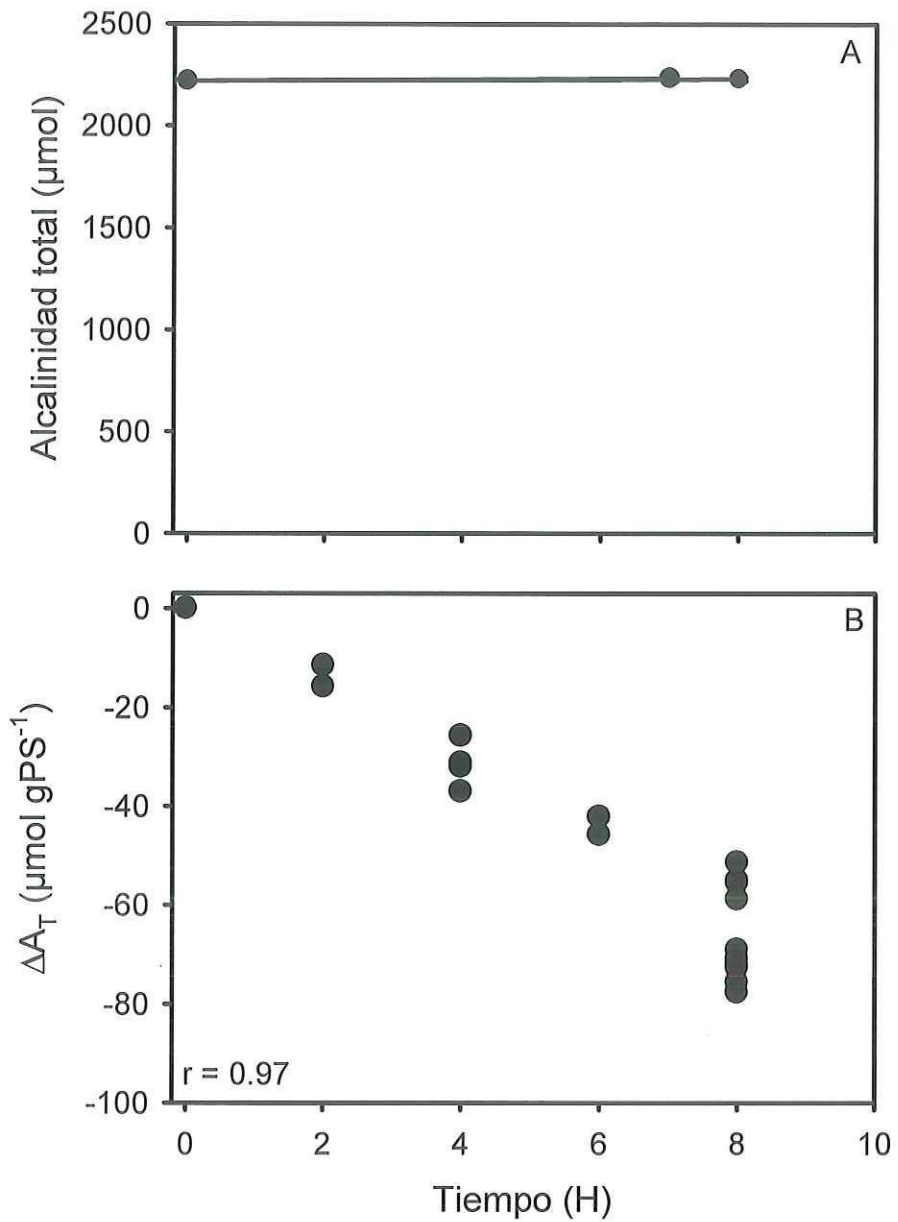 A
Alcalinidad total (µmol)
2500
2000
1500
1000
500
0
B
ΔA_T (µmol gPS⁻¹)
0
-20
-40
-60
-80
-100
r = 0.97
0 2 4 6 8 10
Tiempo (H)